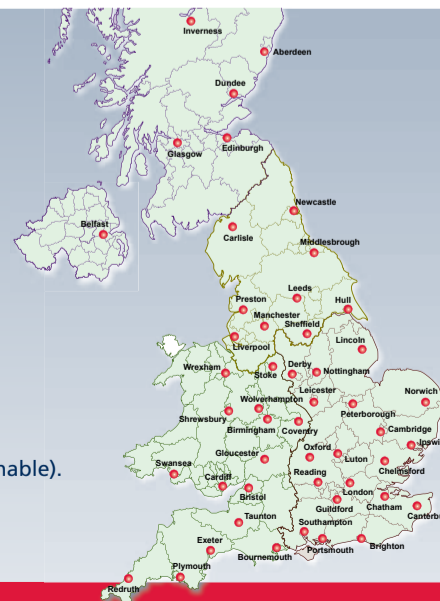 Inverness
Aberdeen
Dundee
Edinburgh
Glasgow
Newcastle
Belfast
Carlisle
Middlesbrough
Leeds
Preston
Hull
Manchester
Sheffield
Liverpool
Lincoln
Wrexham
Stoke
Derby
Nottingham
Norwich
Leicester
Wolverhampton
Peterborough
Shrewsbury
Birmingham
Coventry
Cambridge
Ipsw
Oxford
Gloucester
Luton
Chelmsford
nable).
Swansea
Reading
Cardiff
London
Bristol
Guildford
Chatham
Canterb
Taunton
Southampton
Exeter
Bournemouth
Portsmouth
Brighton
Plymouth
Redruth